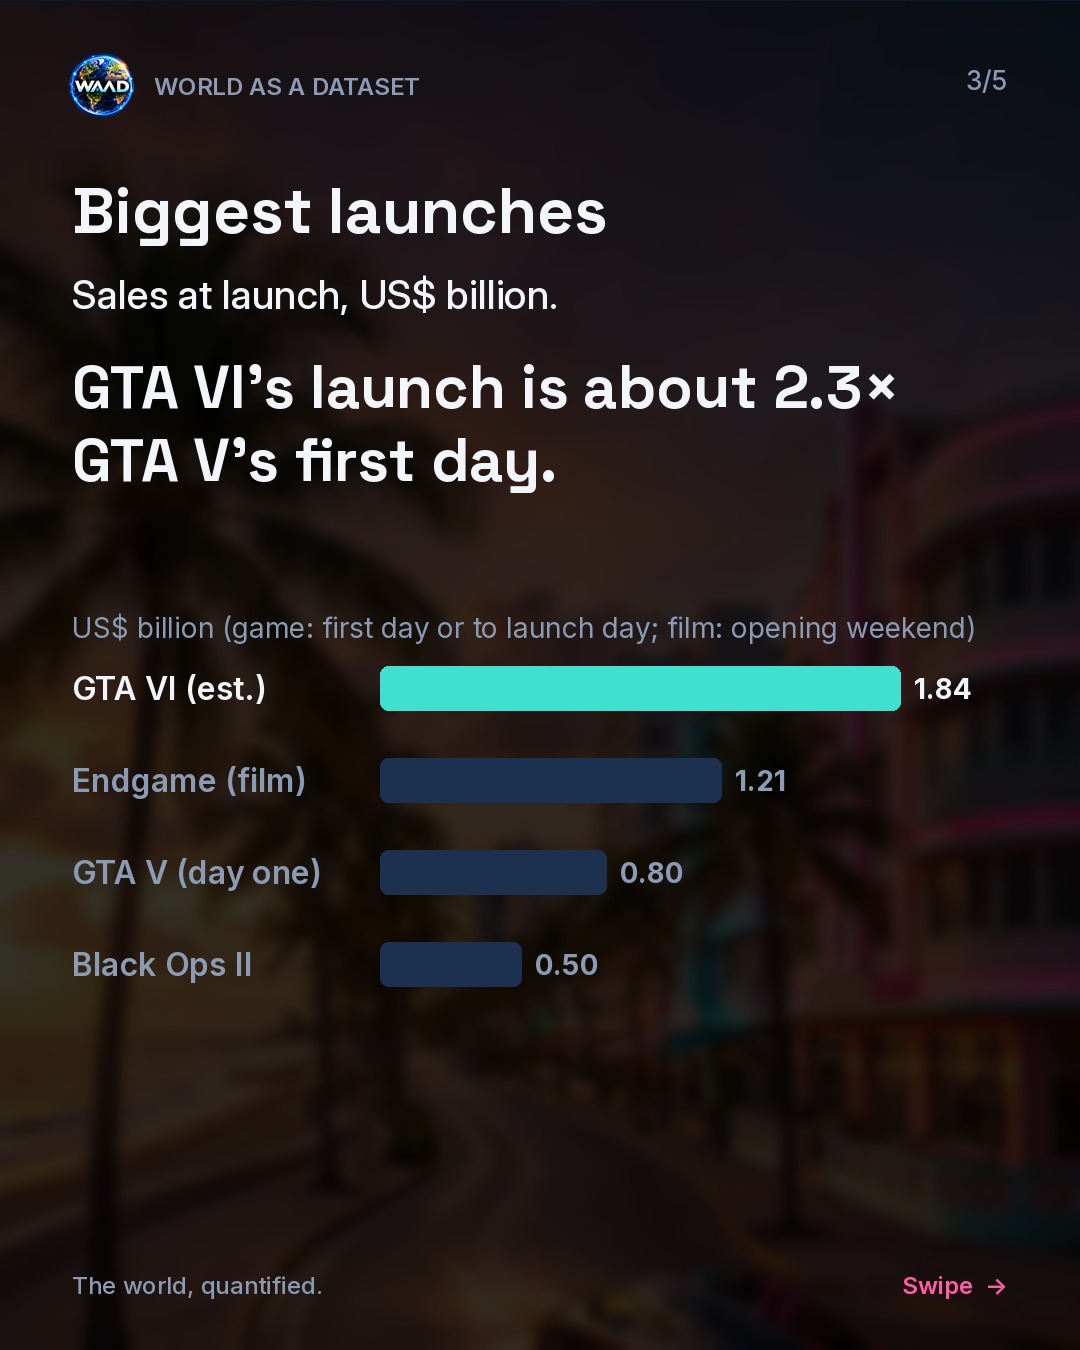 WAAD
WORLD AS A DATASET
3/5
Biggest launches
Sales at launch, US$ billion.
GTA VI’s launch is about 2.3×
GTA V’s first day.
US$ billion (game: first day or to launch day; film: opening weekend)
GTA VI (est.) 1.84
Endgame (film) 1.21
GTA V (day one) 0.80
Black Ops II 0.50
The world, quantified.
Swipe →